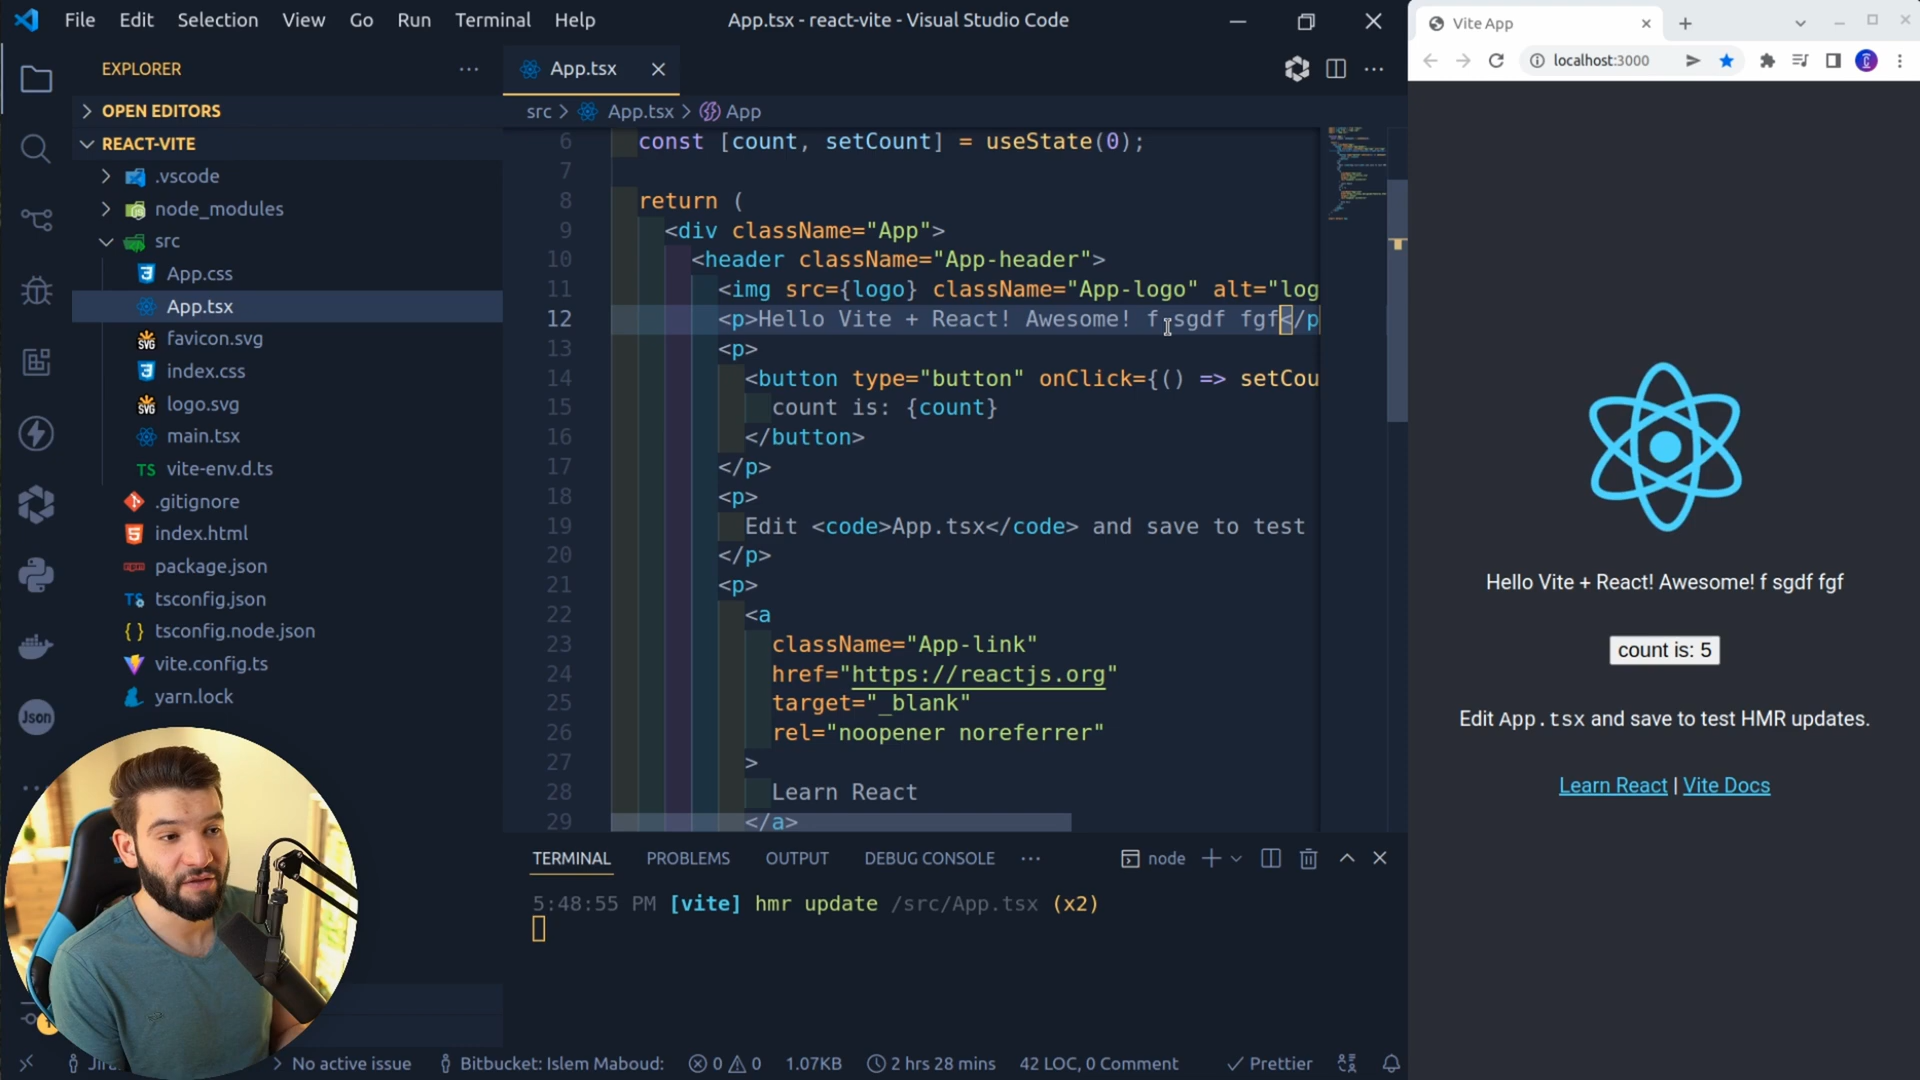 File Edit Selection View Go Run Terminal Help
App.tsx - react-vite - Visual Studio Code
EXPLORER
OPEN EDITORS
REACT-VITE
.vscode
node_modules
src
App.css
App.tsx
favicon.svg
index.css
logo.svg
main.tsx
TS vite-env.d.ts
.gitignore
index.html
package.json
tsconfig.json
{ } tsconfig.node.json
vite.config.ts
yarn.lock
Json
App.tsx
src > App.tsx > App
6 const [count, setCount] = useState(0);
7
8 return (
9 <div className="App">
10 <header className="App-header">
11 <img src={logo} className="App-logo" alt="log
12 <p>Hello Vite + React! Awesome! f sgdf fgf</p
13 <p>
14 <button type="button" onClick={() => setCou
15 count is: {count}
16 </button>
17 </p>
18 <p>
19 Edit <code>App.tsx</code> and save to test
20 </p>
21 <p>
22 <a
23 className="App-link"
24 href="https://reactjs.org"
25 target="_blank"
26 rel="noopener noreferrer"
27 >
28 Learn React
29 </a>
TERMINAL PROBLEMS OUTPUT DEBUG CONSOLE
node
5:48:55 PM [vite] hmr update /src/App.tsx (x2)
No active issue
Bitbucket: Islem Maboud:
0 0 1.07KB 2 hrs 28 mins 42 LOC, 0 Comment Prettier
Vite App
localhost:3000
Hello Vite + React! Awesome! f sgdf fgf
count is: 5
Edit App.tsx and save to test HMR updates.
Learn React | Vite Docs